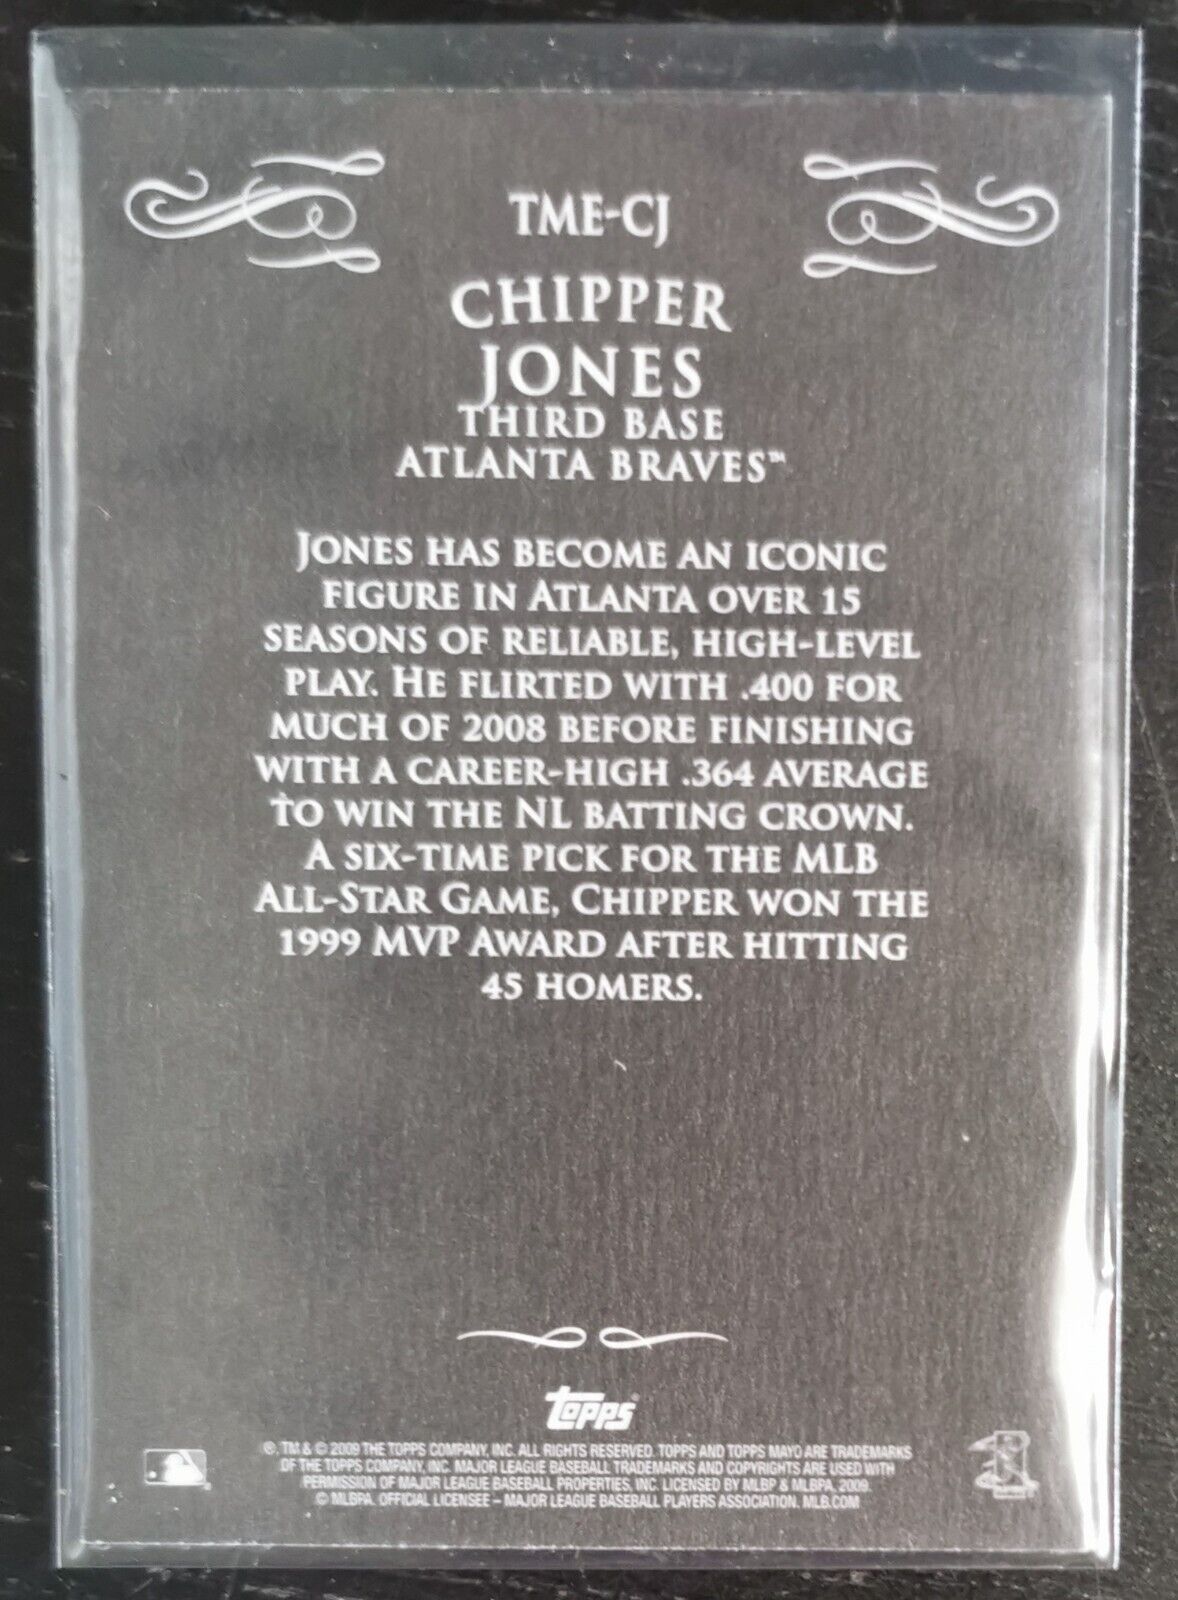 TME-CJ
CHIPPER
JONES
THIRD BASE
ATLANTA BRAVES™
JONES HAS BECOME AN ICONIC
FIGURE IN ATLANTA OVER 15
SEASONS OF RELIABLE, HIGH-LEVEL
PLAY. HE FLIRTED WITH .400 FOR
MUCH OF 2008 BEFORE FINISHING
WITH A CAREER-HIGH .364 AVERAGE
TO WIN THE NL BATTING CROWN.
A SIX-TIME PICK FOR THE MLB
ALL-STAR GAME, CHIPPER WON THE
1999 MVP AWARD AFTER HITTING
45 HOMERS.
topps®
®, TM & © 2009 THE TOPPS COMPANY, INC. ALL RIGHTS RESERVED. TOPPS AND TOPPS MAYO ARE TRADEMARKS
OF THE TOPPS COMPANY, INC. MAJOR LEAGUE BASEBALL TRADEMARKS AND COPYRIGHTS ARE USED WITH
PERMISSION OF MAJOR LEAGUE BASEBALL PROPERTIES, INC. LICENSED BY MLBP & MLBPA, 2009.
© MLBPA. OFFICIAL LICENSEE – MAJOR LEAGUE BASEBALL PLAYERS ASSOCIATION. MLB.COM